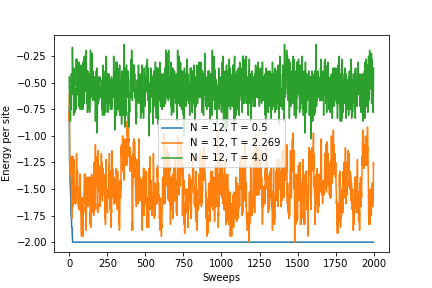 −0.25
−0.50
−0.75
−1.00
−1.25
−1.50
−1.75
−2.00
Energy per site
N = 12, T = 0.5
N = 12, T = 2.269
N = 12, T = 4.0
0 250 500 750 1000 1250 1500 1750 2000
Sweeps